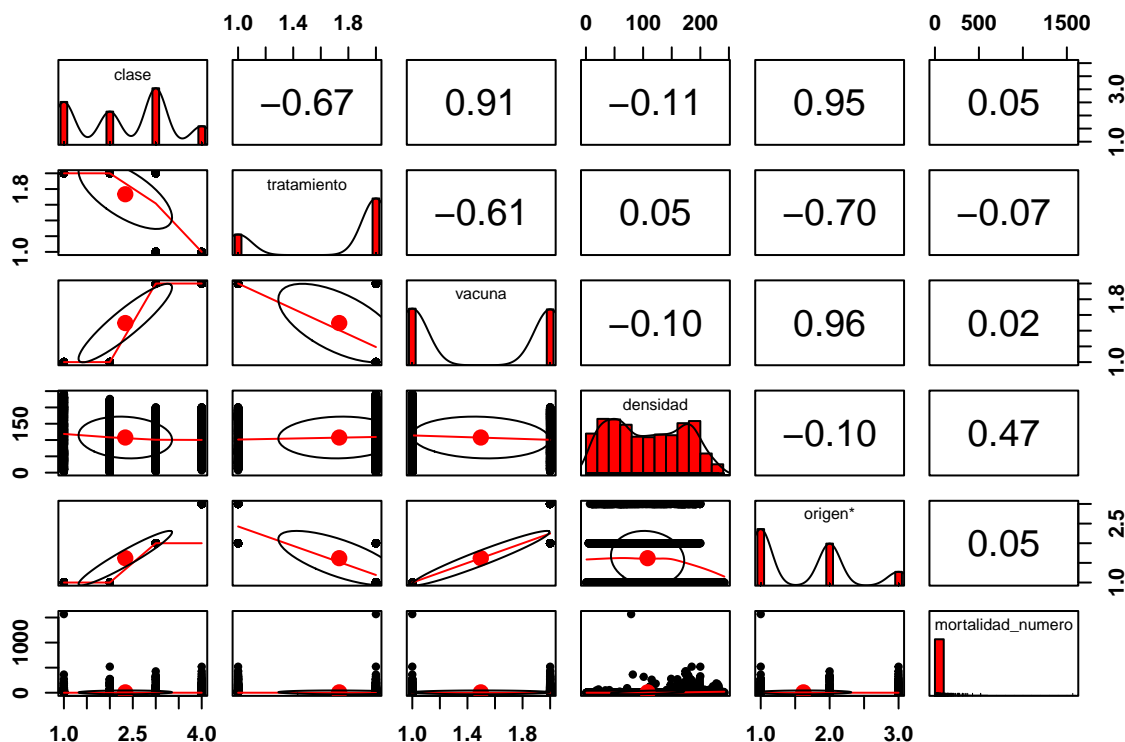 1.0 1.4 1.8 0 50 100 200 0 500 1500
clase −0.67 0.91 −0.11 0.95 0.05 1.0 3.0
1.0 1.8 tratamiento −0.61 0.05 −0.70 −0.07
vacuna −0.10 0.96 0.02 1.0 1.8
0 150 densidad −0.10 0.47
origen* 0.05 1.0 2.5
0 1000 mortalidad_numero
1.0 2.5 4.0 1.0 1.4 1.8 1.0 2.0 3.0